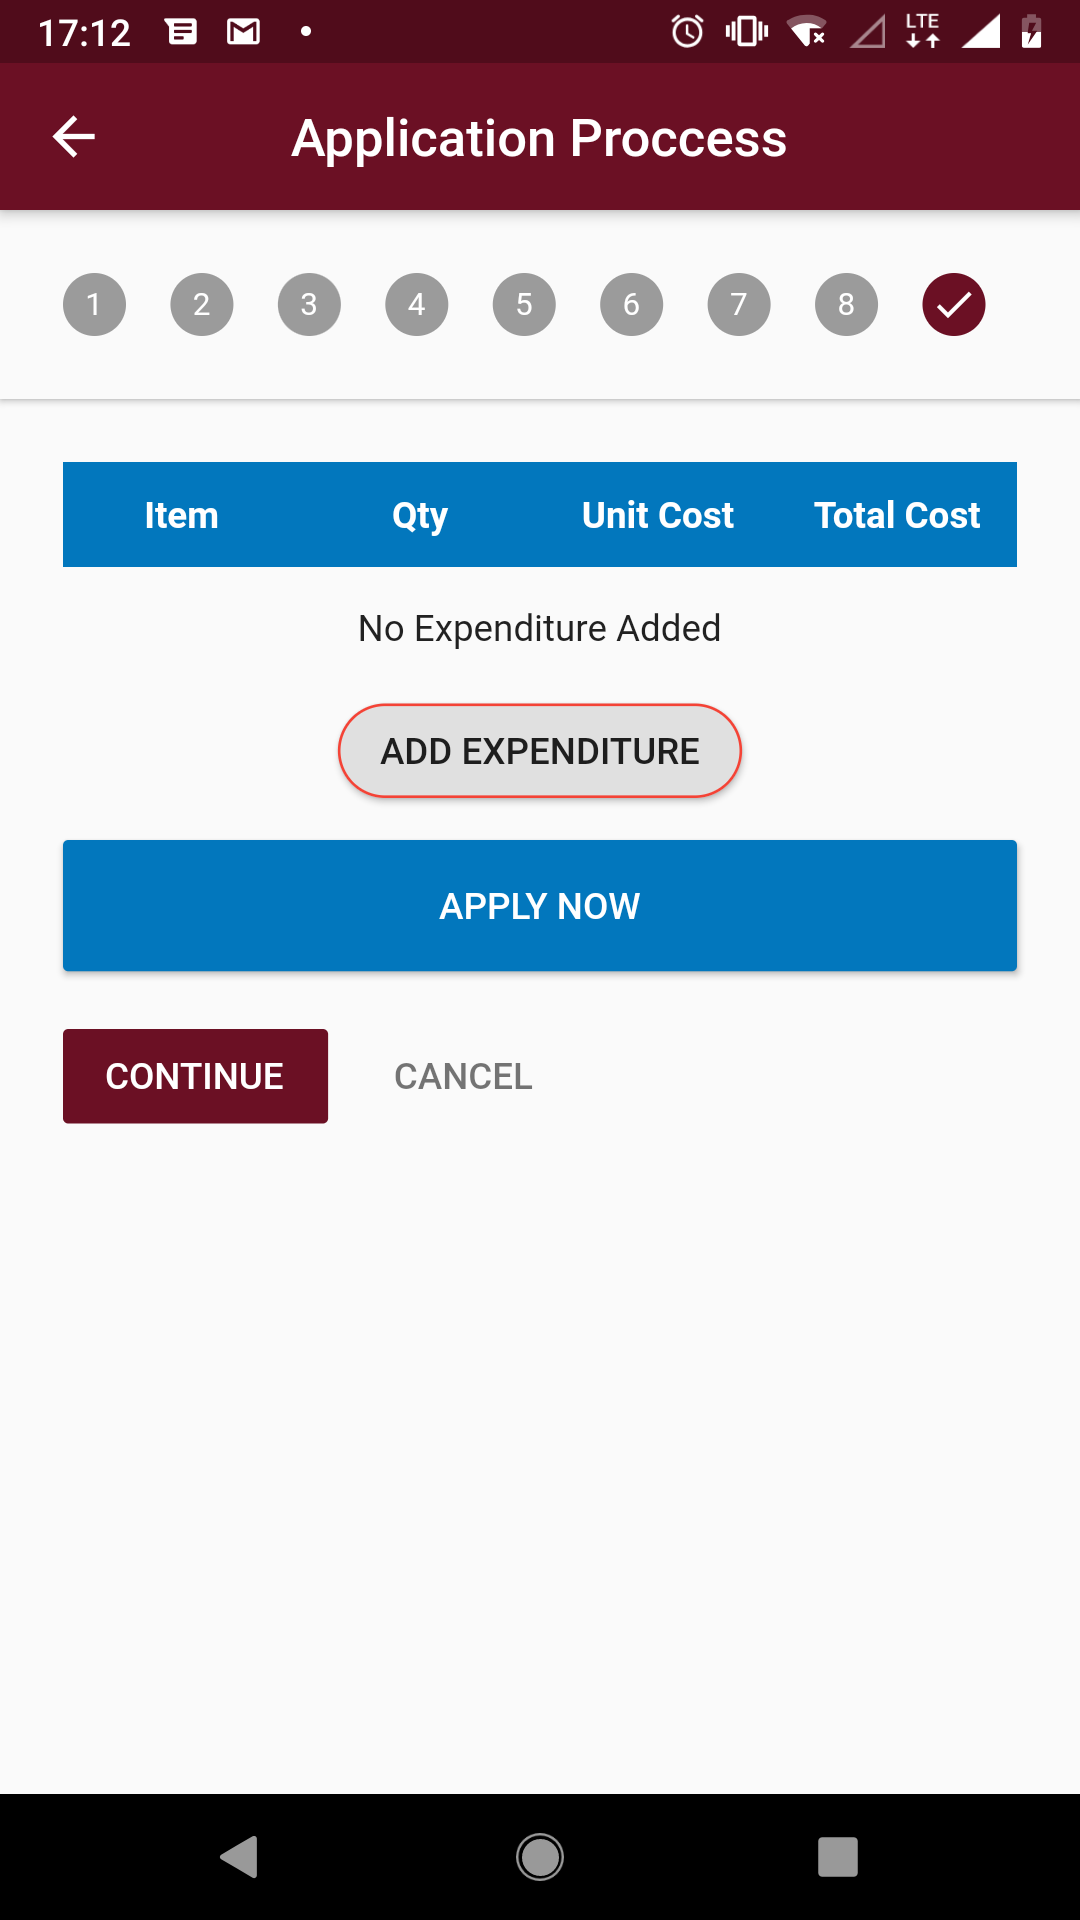 17:12 LTE
Application Proccess
1 2 3 4 5 6 7 8
Item Qty Unit Cost Total Cost
No Expenditure Added
ADD EXPENDITURE
APPLY NOW
CONTINUE CANCEL